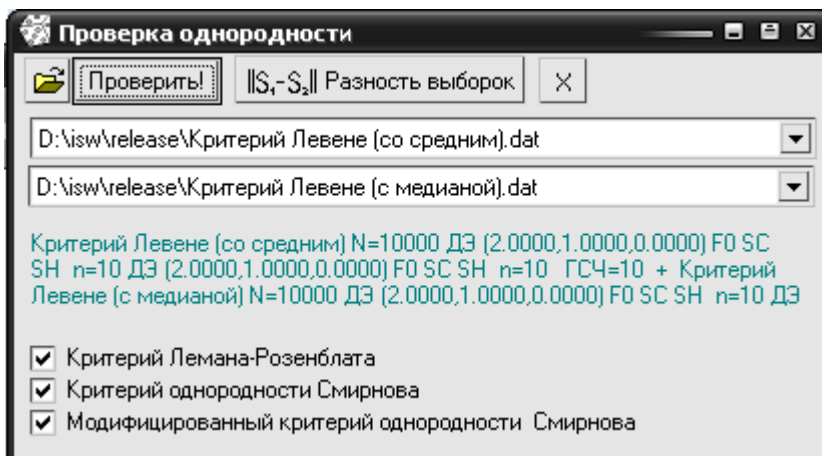 Проверка однородности
Проверить!
||S₁-S₂|| Разность выборок
D:\isw\release\Критерий Левене (со средним).dat
D:\isw\release\Критерий Левене (с медианой).dat
Критерий Левене (со средним) N=10000 ДЭ (2.0000,1.0000,0.0000) F0 SC
SH n=10 ДЭ (2.0000,1.0000,0.0000) F0 SC SH n=10 ГСЧ=10 + Критерий
Левене (с медианой) N=10000 ДЭ (2.0000,1.0000,0.0000) F0 SC SH n=10 ДЭ
Критерий Лемана-Розенблата
Критерий однородности Смирнова
Модифицированный критерий однородности Смирнова